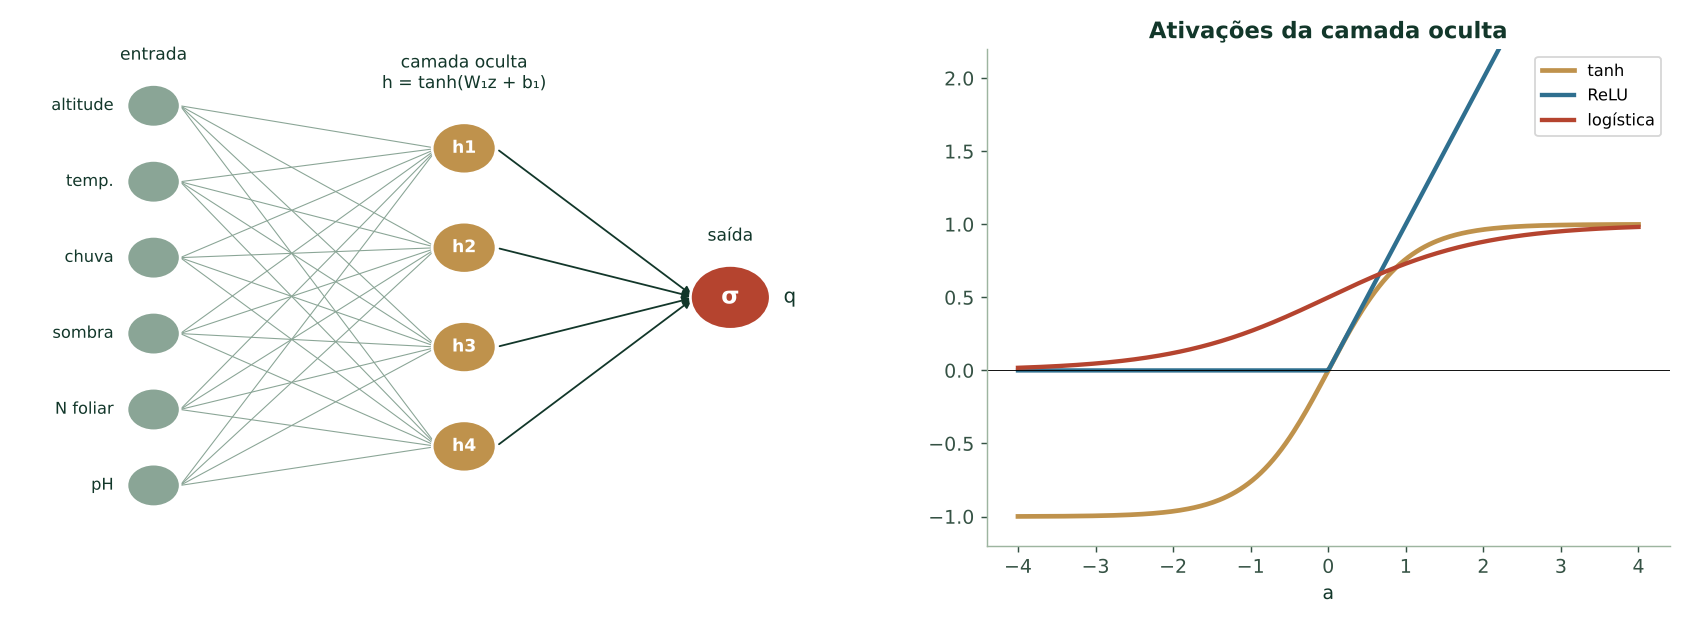 entrada
camada oculta
h = tanh(W₁z + b₁)
altitude
temp.
chuva
sombra
N foliar
pH
h1
h2
h3
h4
saída
σ
q
Ativações da camada oculta
tanh
ReLU
logística
2.0
1.5
1.0
0.5
0.0
−0.5
−1.0
−4 −3 −2 −1 0 1 2 3 4
a